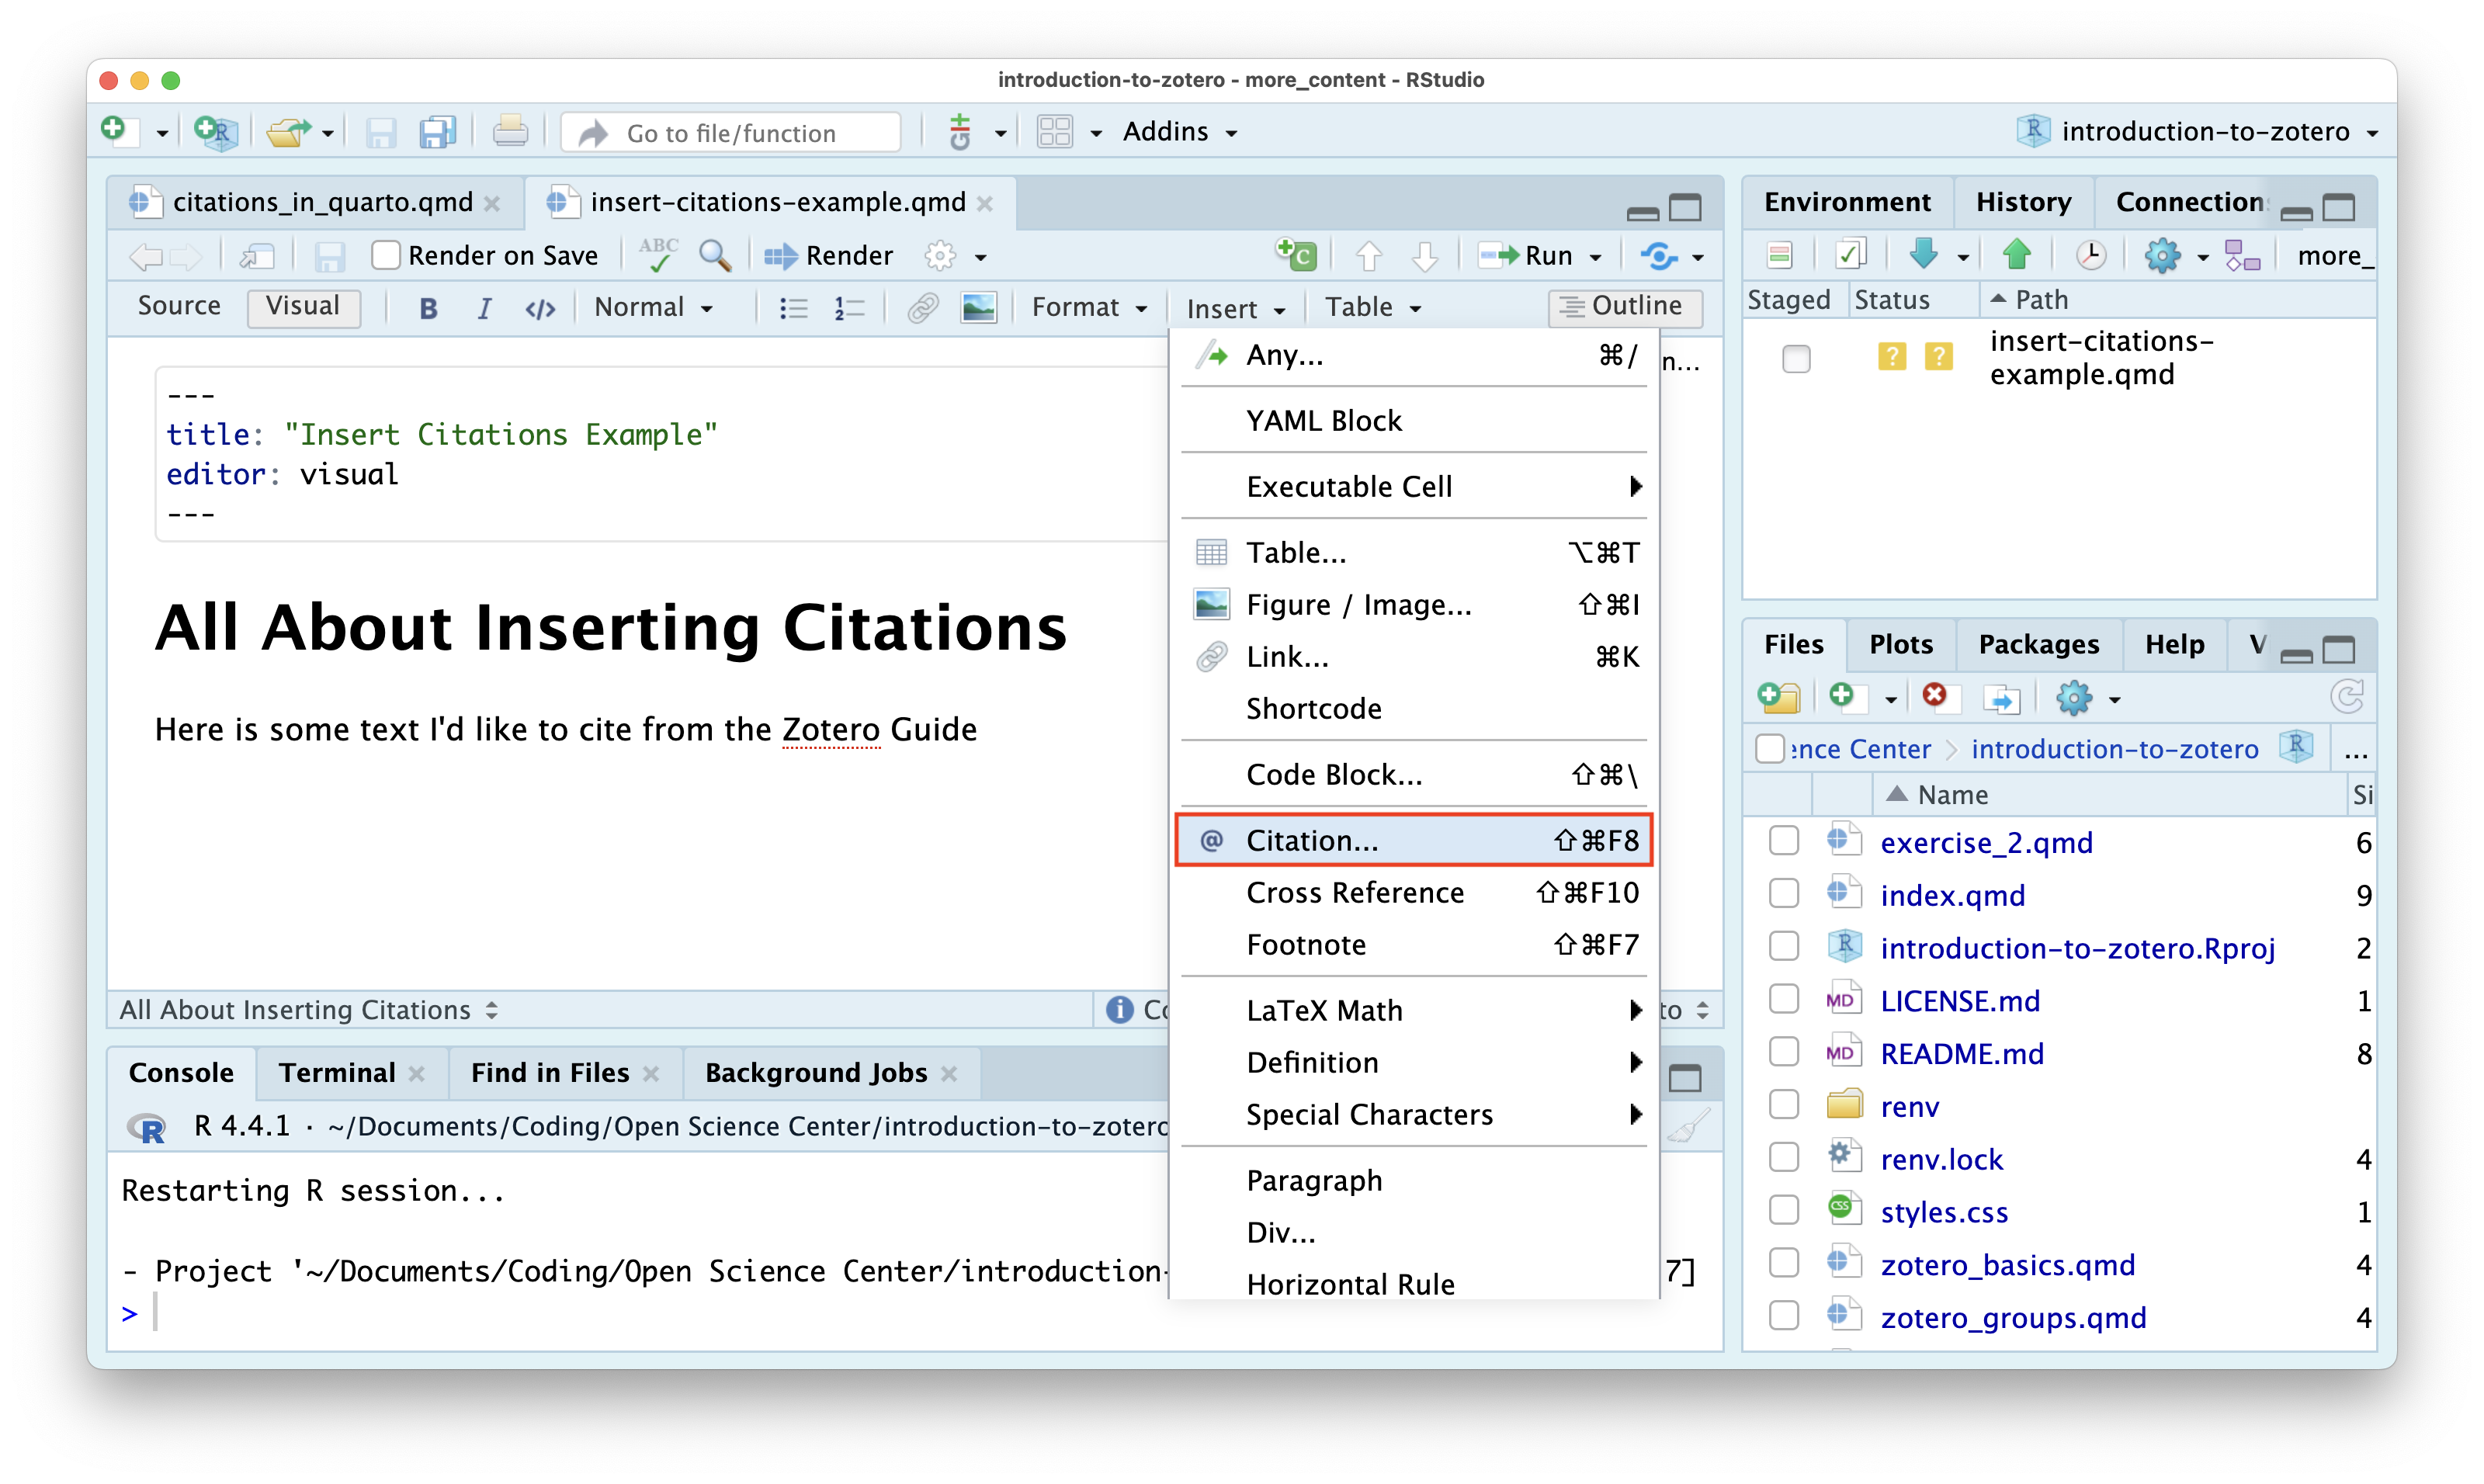 introduction-to-zotero - more_content - RStudio
Go to file/function
Addins
introduction-to-zotero
citations_in_quarto.qmd
insert-citations-example.qmd
Render on Save
ABC
Render
Run
Source
Visual
B
I
</>
Normal
Format
Insert
Table
Outline
---
title: "Insert Citations Example"
editor: visual
---
All About Inserting Citations
Here is some text I'd like to cite from the Zotero Guide
n...
Any... ⌘/
YAML Block
Executable Cell
Table... ⌥⌘T
Figure / Image... ⇧⌘I
Link... ⌘K
Shortcode
Code Block... ⇧⌘\
@ Citation... ⇧⌘F8
Cross Reference ⇧⌘F10
Footnote ⇧⌘F7
LaTeX Math
Definition
Special Characters
Paragraph
Div...
Horizontal Rule
All About Inserting Citations
Co
to
Console
Terminal
Find in Files
Background Jobs
R 4.4.1 · ~/Documents/Coding/Open Science Center/introduction-to-zotero
Restarting R session...
- Project '~/Documents/Coding/Open Science Center/introduction- 7]
>
Environment
History
Connections
more_
Staged
Status
Path
insert-citations-
example.qmd
Files
Plots
Packages
Help
V
ence Center
introduction-to-zotero
...
Name
Si
exercise_2.qmd 6
index.qmd 9
introduction-to-zotero.Rproj 2
MD LICENSE.md 1
MD README.md 8
renv
renv.lock 4
CSS styles.css 1
zotero_basics.qmd 4
zotero_groups.qmd 4